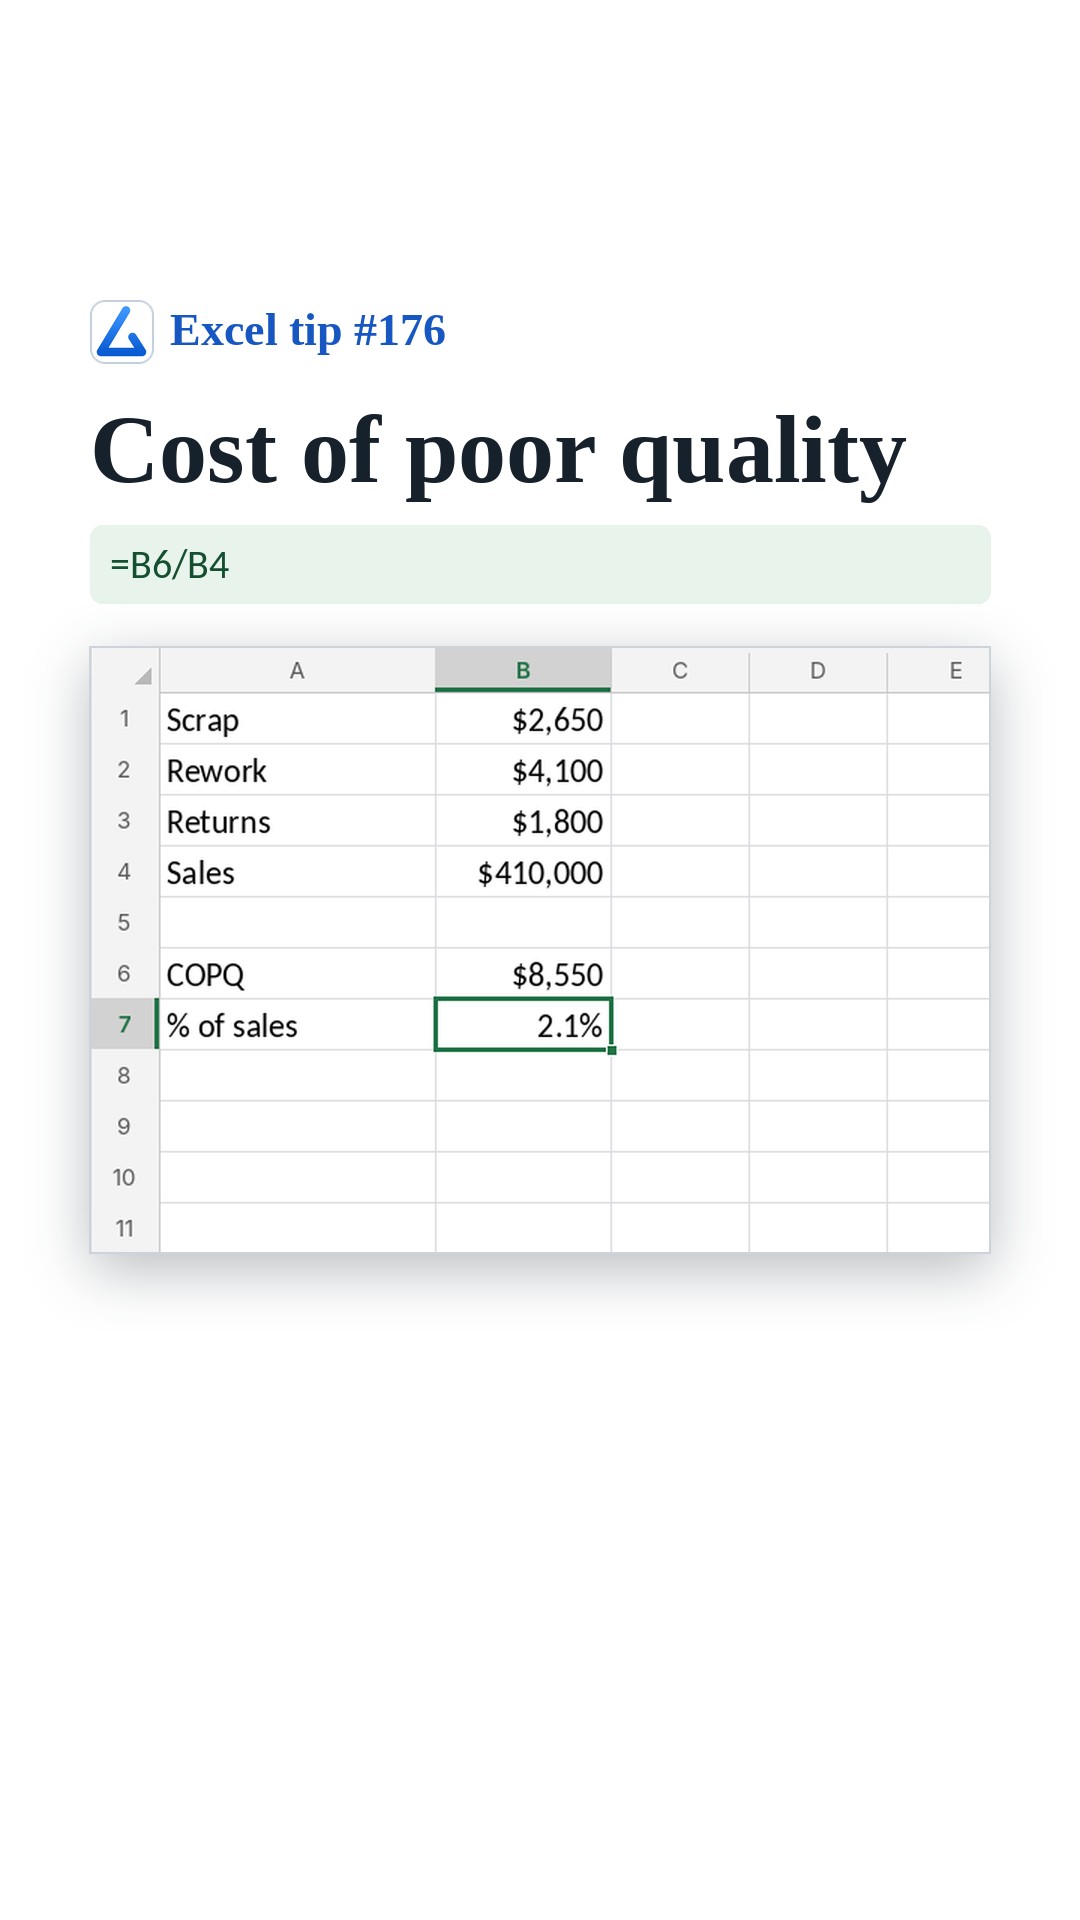 Excel tip #176
Cost of poor quality
=B6/B4
A B C D E
1 Scrap $2,650
2 Rework $4,100
3 Returns $1,800
4 Sales $410,000
5
6 COPQ $8,550
7 % of sales 2.1%
8
9
10
11